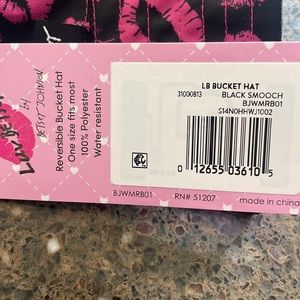 LB BUCKET HAT
31000813 BLACK SMOOCH
BJWMRB01
S14N0HHWJ1002
0 12655 03610 5
Luv Betsey
by
BETSEY JOHNSON
Reversible Bucket Hat
One size fits most
100% Polyester
Water resistant
BJWMRB01 RN# 51207 made in china